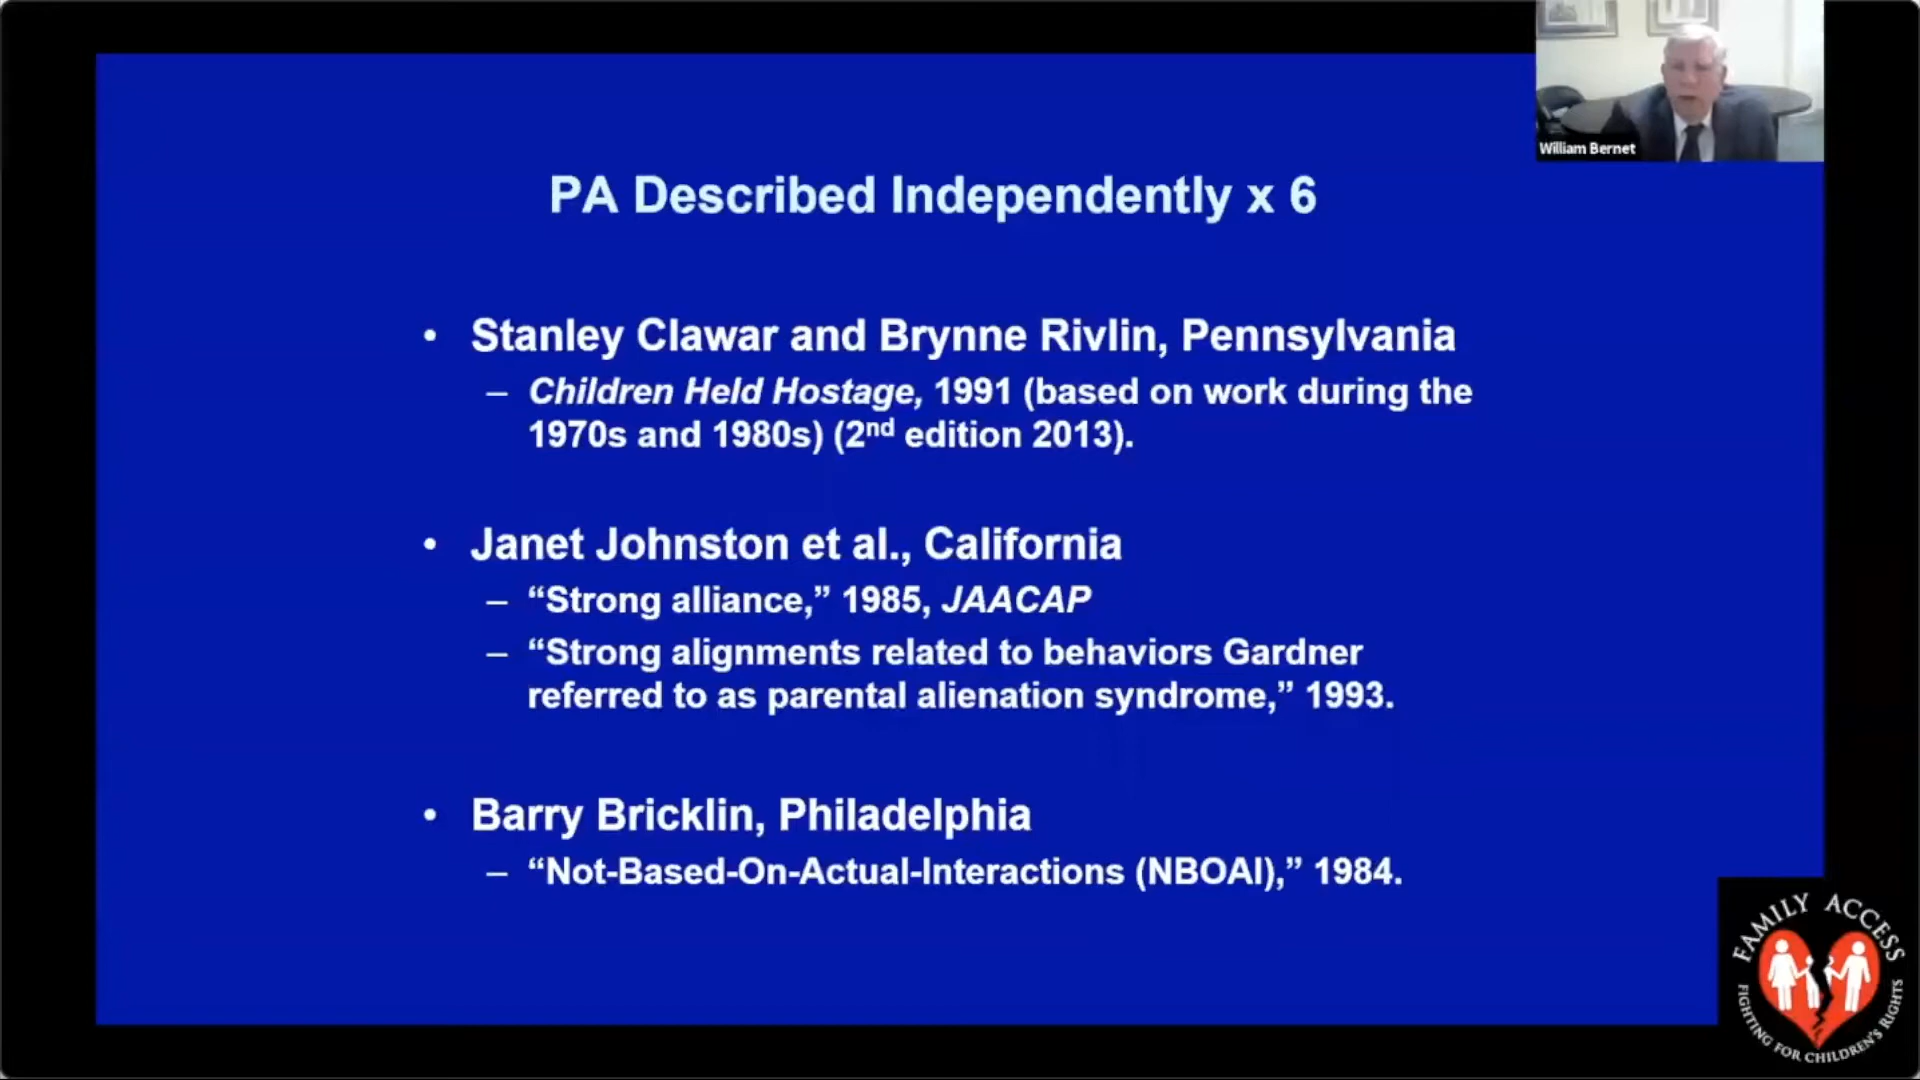 William Bernet
PA Described Independently x 6
• Stanley Clawar and Brynne Rivlin, Pennsylvania
– Children Held Hostage, 1991 (based on work during the
1970s and 1980s) (2nd edition 2013).
• Janet Johnston et al., California
– “Strong alliance,” 1985, JAACAP
– “Strong alignments related to behaviors Gardner
referred to as parental alienation syndrome,” 1993.
• Barry Bricklin, Philadelphia
– “Not-Based-On-Actual-Interactions (NBOAI),” 1984.
FAMILY ACCESS
FIGHTING FOR CHILDREN'S RIGHTS